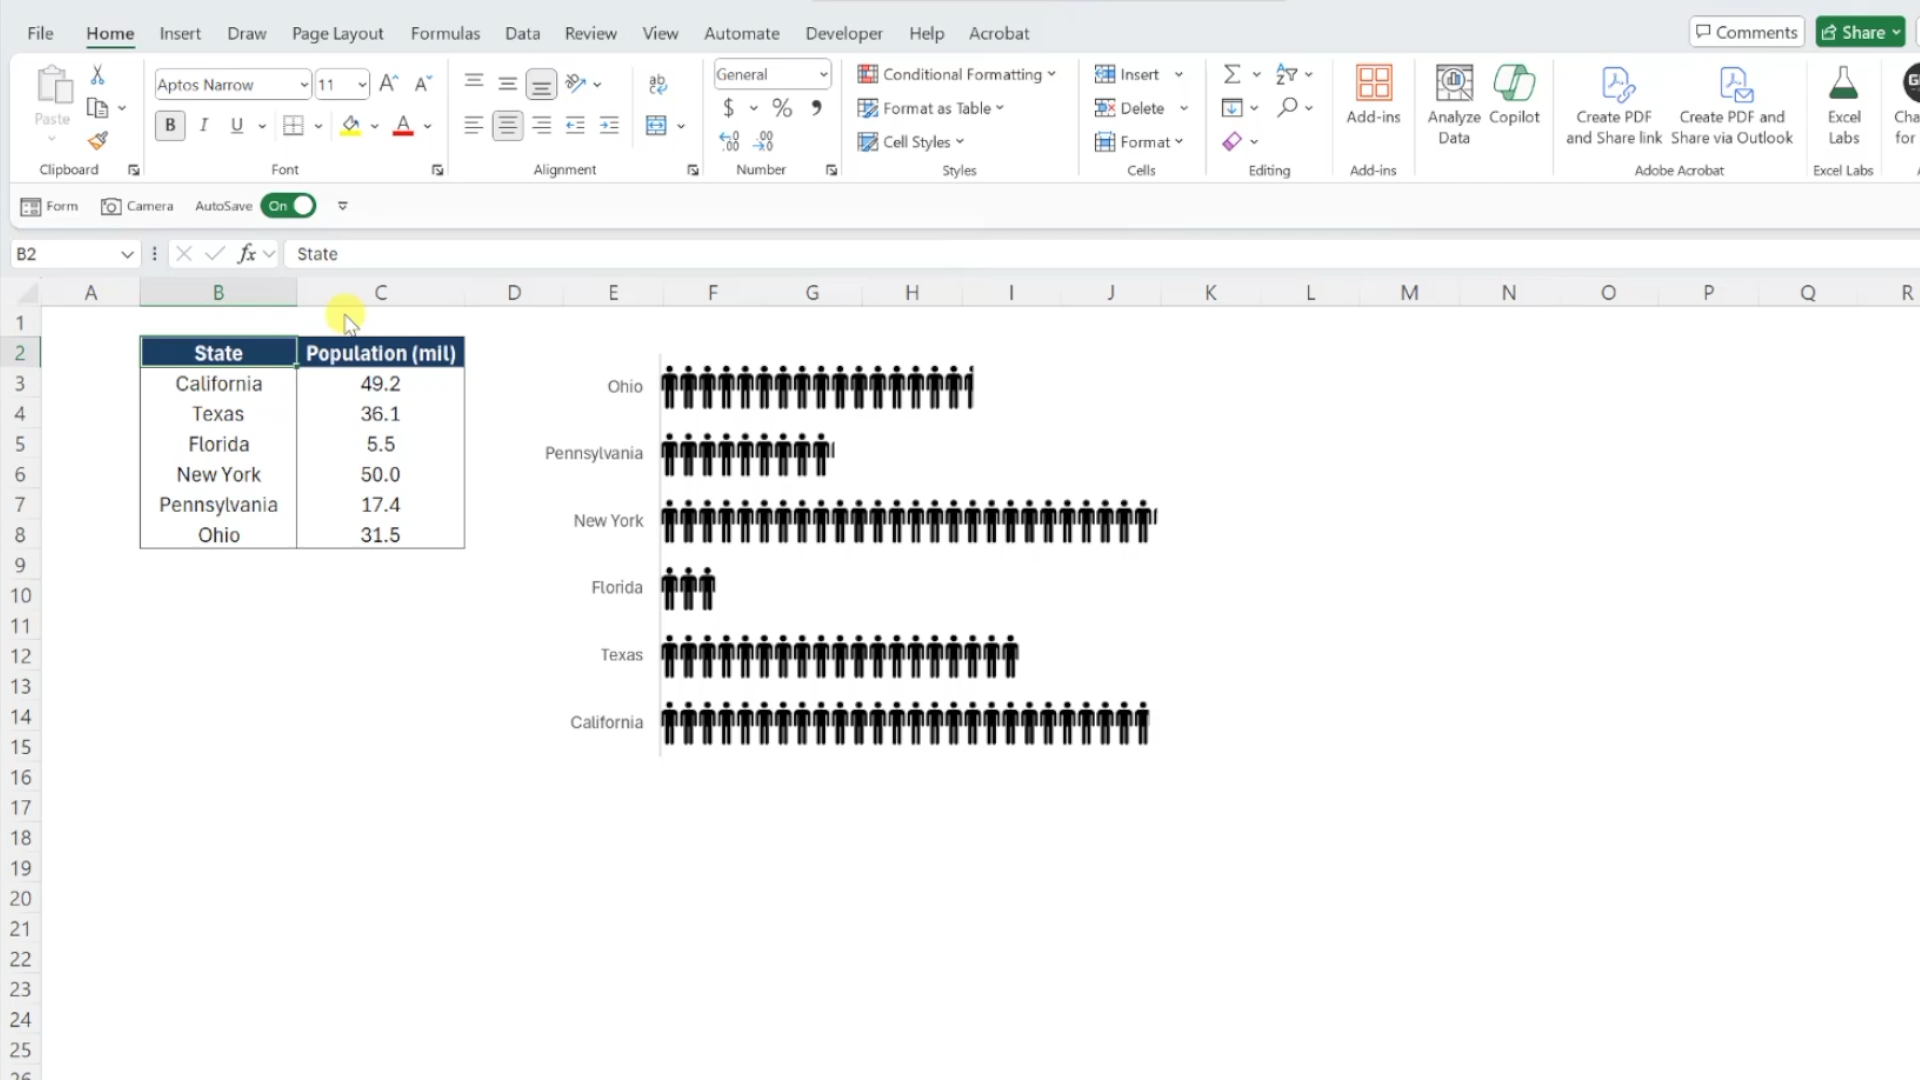 File Home Insert Draw Page Layout Formulas Data Review View Automate Developer Help Acrobat Comments Share
Paste
Aptos Narrow 11
B I U
General
$ % ,
Conditional Formatting
Format as Table
Cell Styles
Insert
Delete
Format
Add-ins
Analyze Data
Copilot
Create PDF and Share link
Create PDF and Share via Outlook
Excel Labs
Clipboard Font Alignment Number Styles Cells Editing Add-ins Adobe Acrobat Excel Labs
Form Camera AutoSave On
B2 fx State
A B C D E F G H I J K L M N O P Q R
1
2 State Population (mil)
3 California 49.2
4 Texas 36.1
5 Florida 5.5
6 New York 50.0
7 Pennsylvania 17.4
8 Ohio 31.5
9
10
11
12
13
14
15
16
17
18
19
20
21
22
23
24
25
26
Ohio
Pennsylvania
New York
Florida
Texas
California